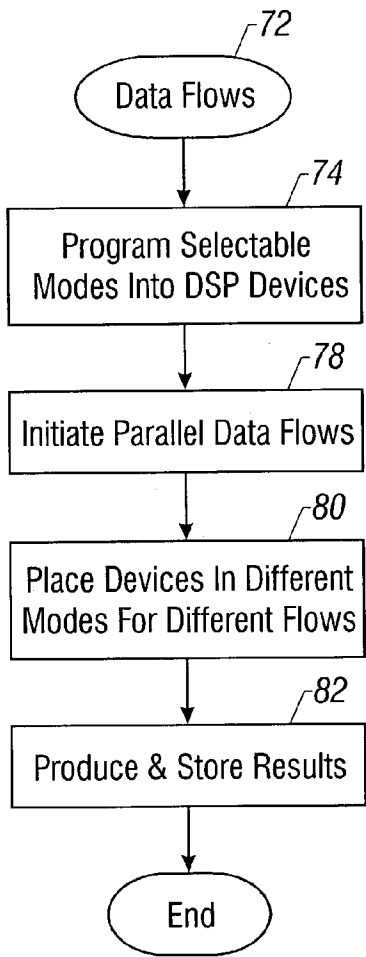 72
Data Flows
74
Program Selectable
Modes Into DSP Devices
78
Initiate Parallel Data Flows
80
Place Devices In Different
Modes For Different Flows
82
Produce & Store Results
End